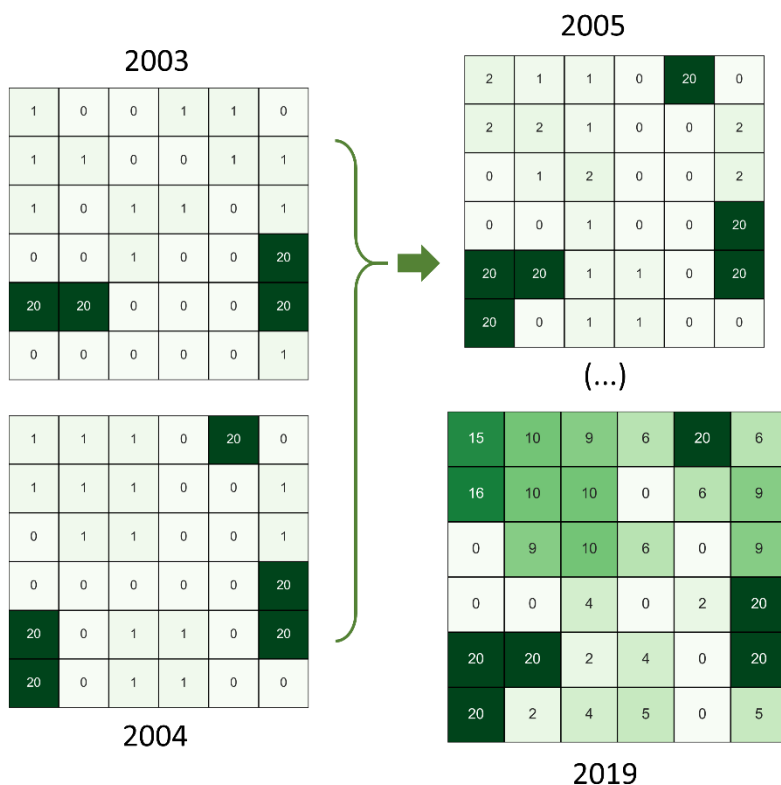 2003
1 0 0 1 1 0
1 1 0 0 1 1
1 0 1 1 0 1
0 0 1 0 0 20
20 20 0 0 0 20
0 0 0 0 0 1
1 1 1 0 20 0
1 1 1 0 0 1
0 1 1 0 0 1
0 0 0 0 0 20
20 0 1 1 0 20
20 0 1 1 0 0
2004
2005
2 1 1 0 20 0
2 2 1 0 0 2
0 1 2 0 0 2
0 0 1 0 0 20
20 20 1 1 0 20
20 0 1 1 0 0
(...)
15 10 9 6 20 6
16 10 10 0 6 9
0 9 10 6 0 9
0 0 4 0 2 20
20 20 2 4 0 20
20 2 4 5 0 5
2019